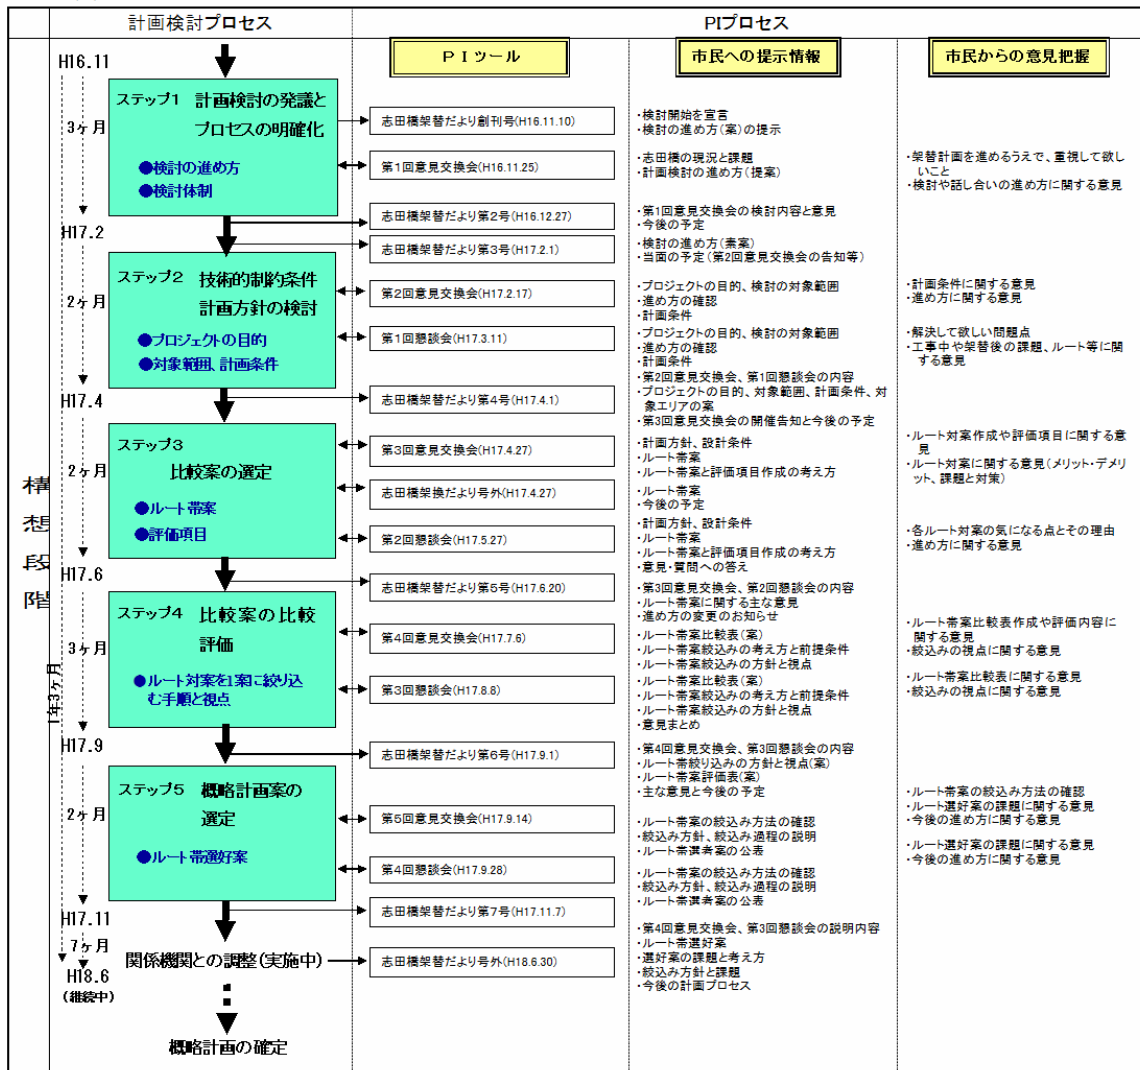 計画検討プロセス
PIプロセス
PIツール
市民への提示情報
市民からの意見把握
構想段階
1年3ヶ月
H16.11
3ヶ月
H17.2
2ヶ月
H17.4
2ヶ月
H17.6
3ヶ月
H17.9
2ヶ月
H17.11
7ヶ月
H18.6
(継続中)
ステップ1 計画検討の発議と
プロセスの明確化
●検討の進め方
●検討体制
ステップ2 技術的制約条件
計画方針の検討
●プロジェクトの目的
●対象範囲、計画条件
ステップ3
比較案の選定
●ルート帯案
●評価項目
ステップ4 比較案の比較
評価
●ルート対案を1案に絞り込
む手順と視点
ステップ5 概略計画案の
選定
●ルート帯選好案
関係機関との調整(実施中)
概略計画の確定
志田橋架替だより創刊号(H16.11.10)
第1回意見交換会(H16.11.25)
志田橋架替だより第2号(H16.12.27)
志田橋架替だより第3号(H17.2.1)
第2回意見交換会(H17.2.17)
第1回懇談会(H17.3.11)
志田橋架替だより第4号(H17.4.1)
第3回意見交換会(H17.4.27)
志田橋架換だより号外(H17.4.27)
第2回懇談会(H17.5.27)
志田橋架替だより第5号(H17.6.20)
第4回意見交換会(H17.7.6)
第3回懇談会(H17.8.8)
志田橋架替だより第6号(H17.9.1)
第5回意見交換会(H17.9.14)
第4回懇談会(H17.9.28)
志田橋架替だより第7号(H17.11.7)
志田橋架替だより号外(H18.6.30)
・検討開始を宣言
・検討の進め方(案)の提示
・志田橋の現況と課題
・計画検討の進め方(提案)
・第1回意見交換会の検討内容と意見
・今後の予定
・検討の進め方(素案)
・当面の予定(第2回意見交換会の告知等)
・プロジェクトの目的、検討の対象範囲
・進め方の確認
・計画条件
・プロジェクトの目的、検討の対象範囲
・進め方の確認
・計画条件
・第2回意見交換会、第1回懇談会の内容
・プロジェクトの目的、対象範囲、計画条件、対
象エリアの案
・第3回意見交換会の開催告知と今後の予定
・計画方針、設計条件
・ルート帯案
・ルート帯案と評価項目作成の考え方
・ルート帯案
・今後の予定
・計画方針、設計条件
・ルート帯案
・ルート帯案と評価項目作成の考え方
・意見・質問への答え
・第3回意見交換会、第2回懇談会の内容
・ルート帯案に関する主な意見
・進め方の変更のお知らせ
・ルート帯案比較表(案)
・ルート帯案絞込みの考え方と前提条件
・ルート帯案絞込みの方針と視点
・ルート帯案比較表(案)
・ルート帯案絞込みの考え方と前提条件
・ルート帯案絞込みの方針と視点
・意見まとめ
・第4回意見交換会、第3回懇談会の内容
・ルート帯絞り込みの方針と視点(案)
・ルート帯案評価表(案)
・主な意見と今後の予定
・ルート帯案の絞込み方法の確認
・絞込み方針、絞込み過程の説明
・ルート帯選考案の公表
・ルート帯案の絞込み方法の確認
・絞込み方針、絞込み過程の説明
・ルート帯選考案の公表
・第4回意見交換会、第3回懇談会の説明内容
・ルート帯選好案
・選好案の課題と考え方
・絞込み方針と課題
・今後の計画プロセス
・架替計画を進めるうえで、重視して欲し
いこと
・検討や話し合いの進め方に関する意見
・計画条件に関する意見
・進め方に関する意見
・解決して欲しい問題点
・工事中や架替後の課題、ルート等に関
する意見
・ルート対案作成や評価項目に関する意
見
・ルート対案に関する意見(メリット・デメリ
ット、課題と対策)
・各ルート対案の気になる点とその理由
・進め方に関する意見
・ルート帯案比較表作成や評価内容に
関する意見
・絞込みの視点に関する意見
・ルート帯案比較表に関する意見
・絞込みの視点に関する意見
・ルート帯案の絞込み方法の確認
・ルート選好案の課題に関する意見
・今後の進め方に関する意見
・ルート選好案の課題に関する意見
・今後の進め方に関する意見